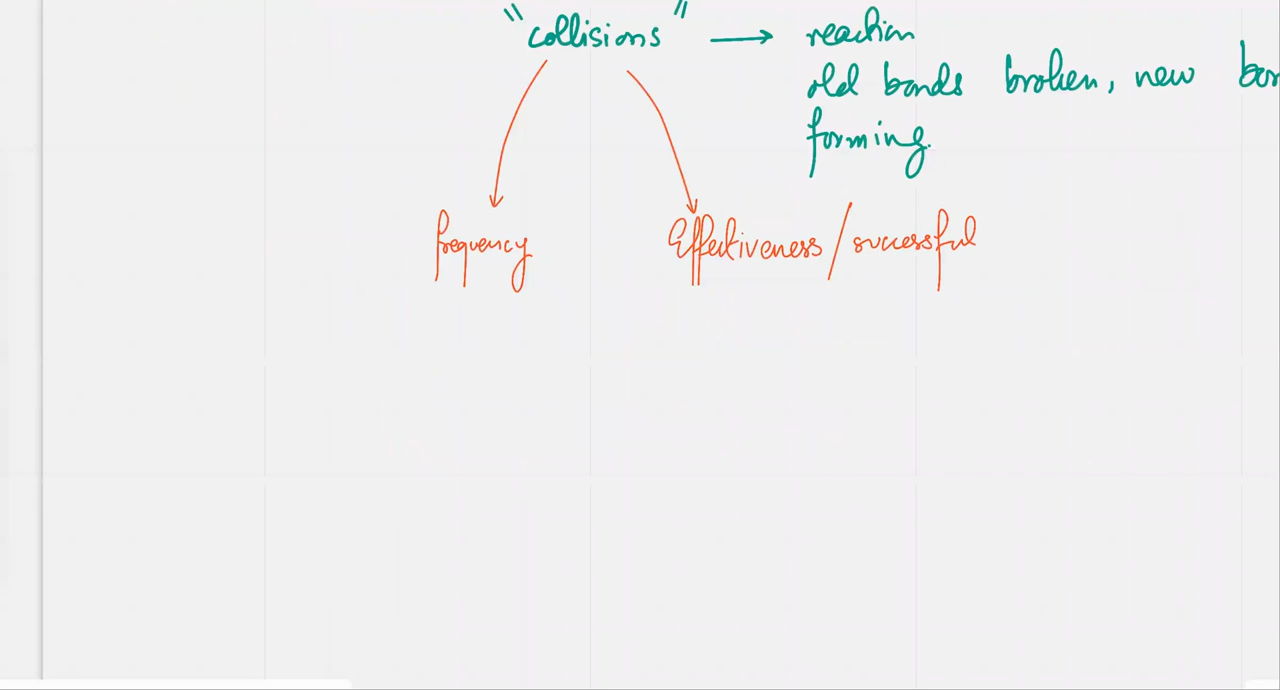 "collisions" → reaction
old bonds broken, new
forming.
frequency
Effectiveness/successful